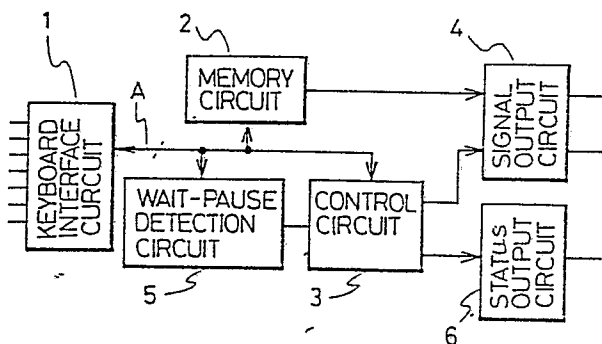 1
2
4
A
MEMORY
CIRCUIT
KEYBOARD
INTERFACE
CURCUIT
SIGNAL
OUTPUT
CIRCUIT
WAIT-PAUSE
DETECTION
CIRCUIT
CONTROL
CIRCUIT
STATUS
OUTPUT
CIRCUIT
5
3
6